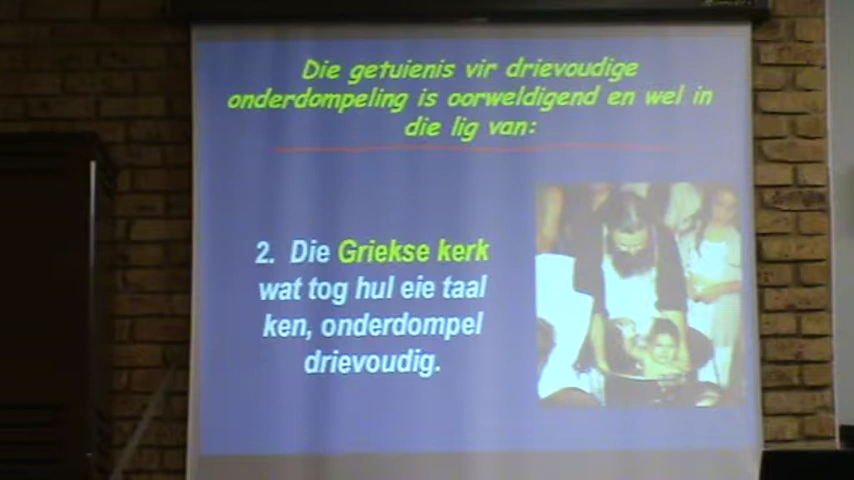 Die getuienis vir drievoudige
onderdompeling is oorweldigend en wel in
die lig van:
2. Die Griekse kerk
wat tog hul eie taal
ken, onderdompel
drievoudig.